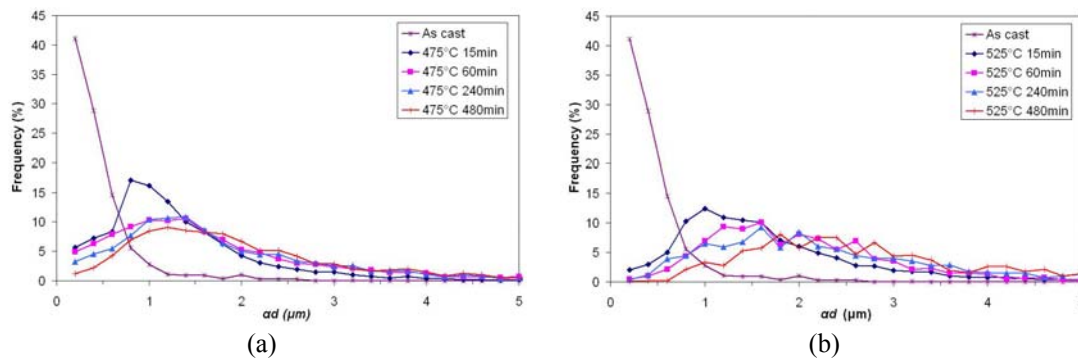 45
40
35
30
25
20
15
10
5
0
Frequency (%)
As cast
475°C 15min
475°C 60min
475°C 240min
475°C 480min
0 1 2 3 4 5
αd (µm)
(a)
45
40
35
30
25
20
15
10
5
0
Frequency (%)
As cast
525°C 15min
525°C 60min
525°C 240min
525°C 480min
0 1 2 3 4
αd (µm)
(b)